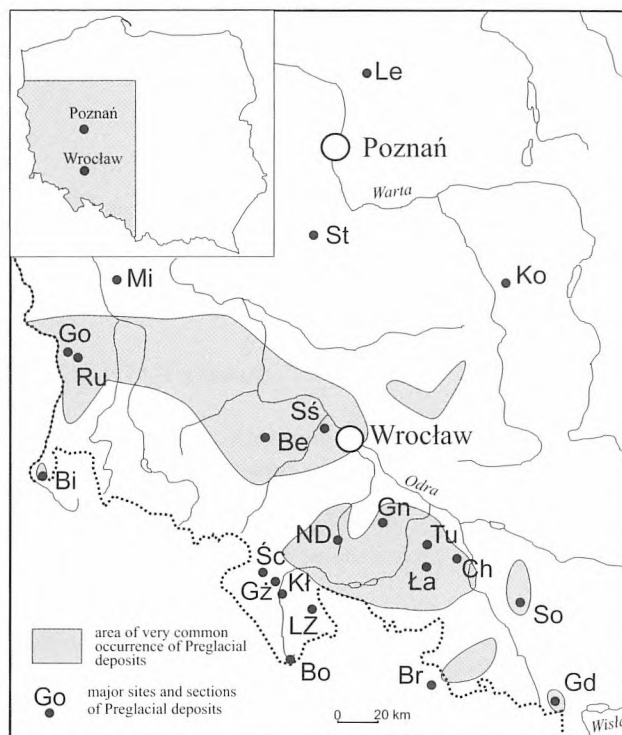 Poznań
Wrocław
Le
Poznań
Warta
St
Ko
Mi
Go
Ru
Sś
Be
Wrocław
Bi
Odra
Gn
ND
Tu
Śc
Ch
Gż
Kł
Ła
LZ
So
area of very common
occurrence of Preglacial
deposits
Bo
Br
Gd
Go
major sites and sections
of Preglacial deposits
0 20 km